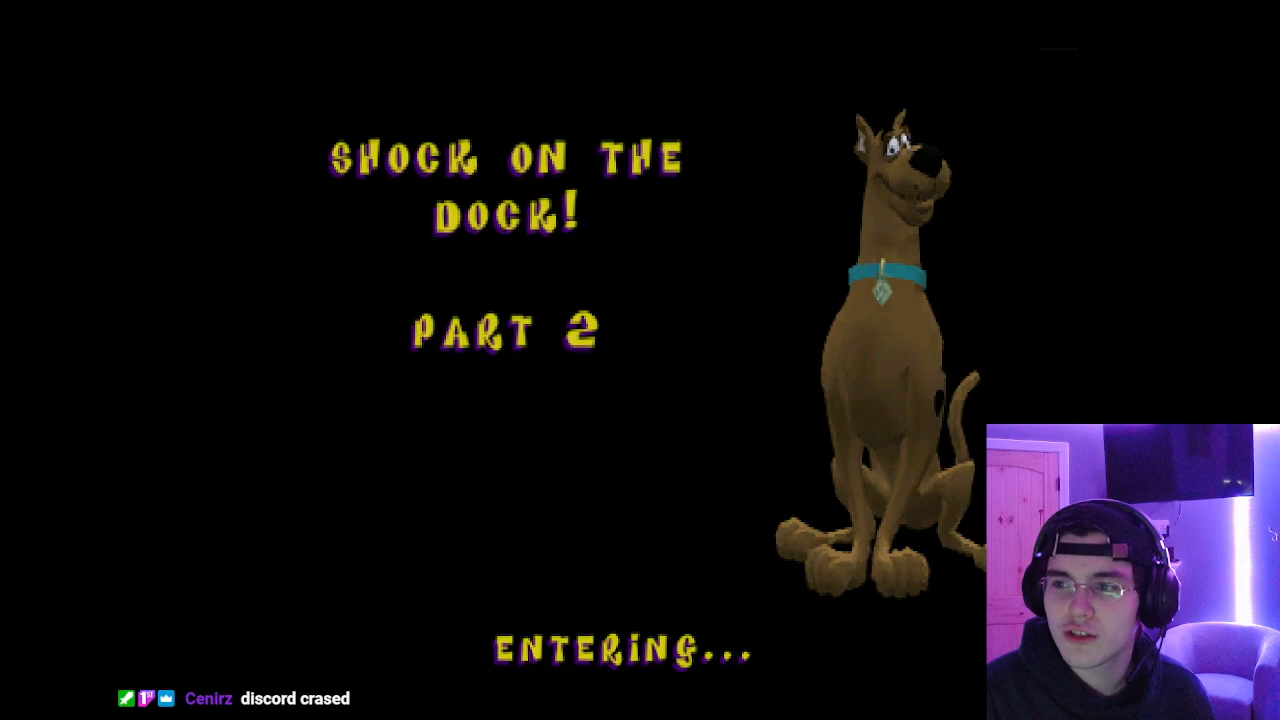 SHOCK ON THE
DOCK!
PART 2
ENTERING...
Cenirz discord crased